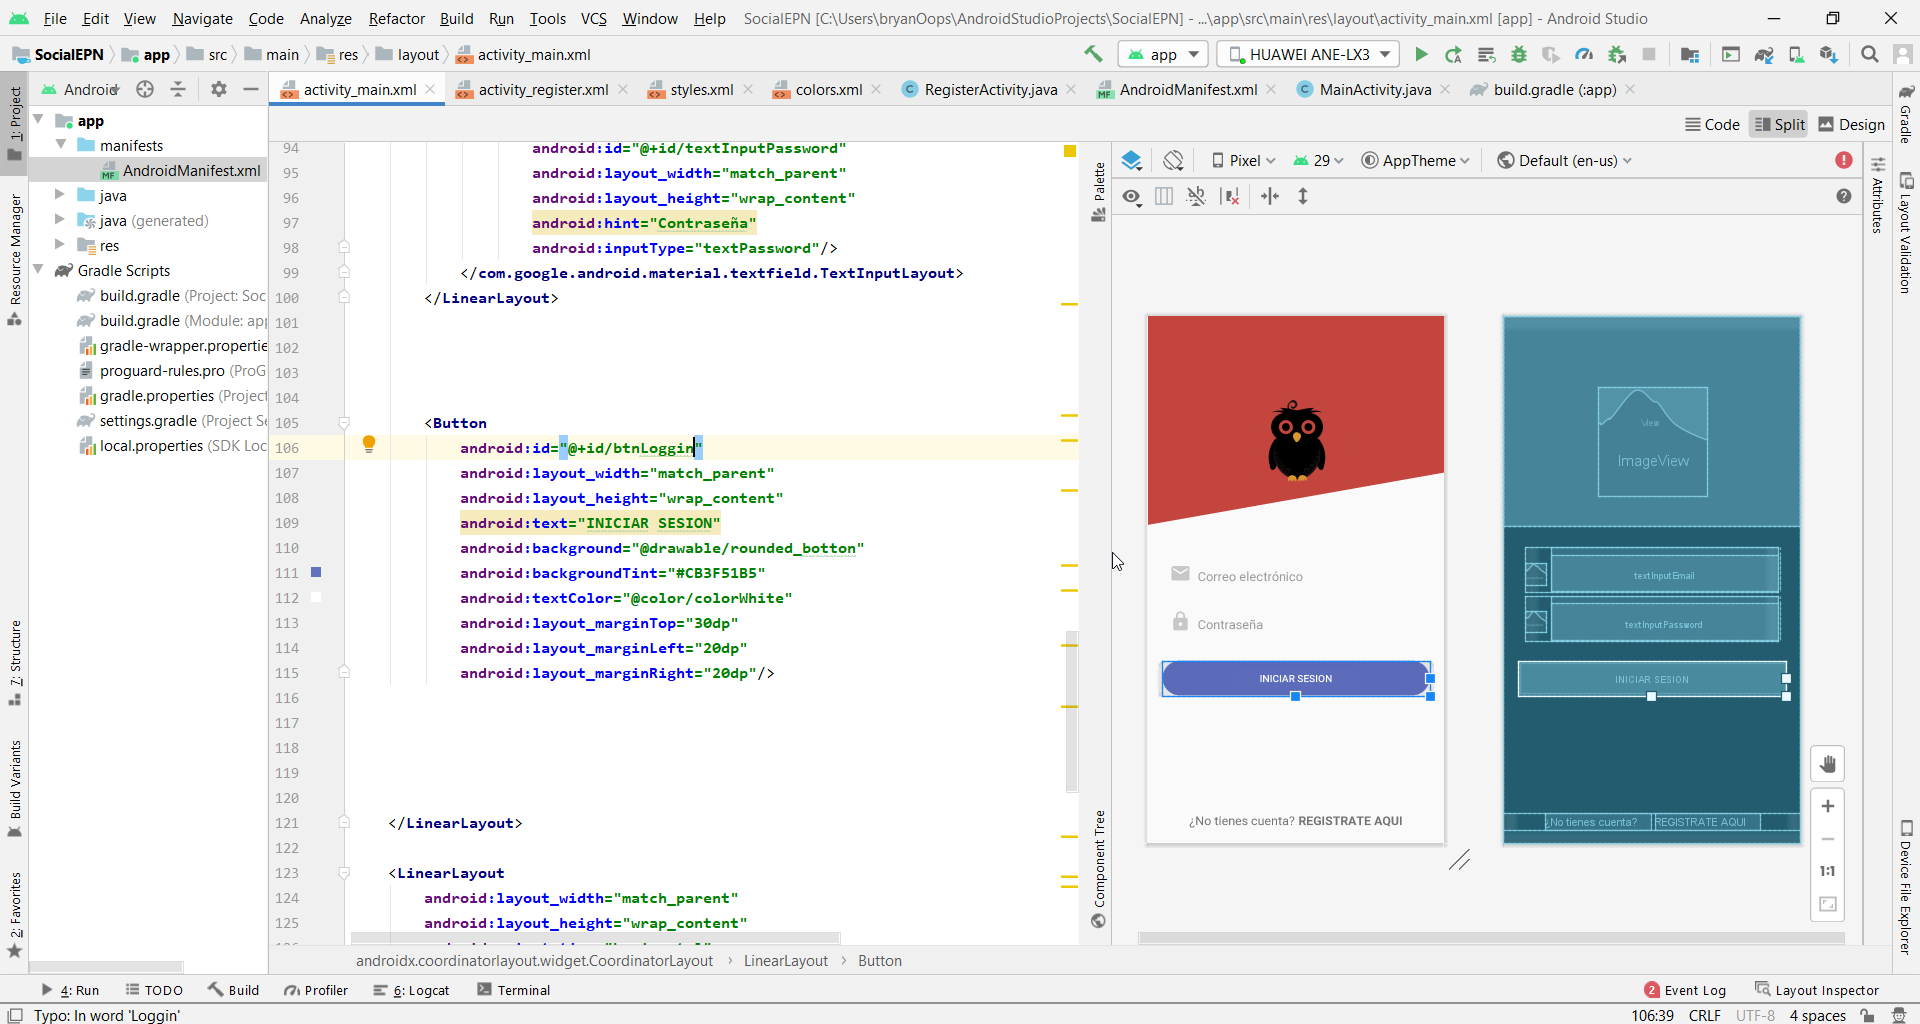 File Edit View Navigate Code Analyze Refactor Build Run Tools VCS Window Help SocialEPN [C:\Users\bryanOops\AndroidStudioProjects\SocialEPN] - ...\app\src\main\res\layout\activity_main.xml [app] - Android Studio
SocialEPN app src main res layout activity_main.xml app HUAWEI ANE-LX3
Android activity_main.xml activity_register.xml styles.xml colors.xml RegisterActivity.java AndroidManifest.xml MainActivity.java build.gradle (:app)
Code Split Design
1: Project
Resource Manager
7: Structure
Build Variants
2: Favorites
app
manifests
AndroidManifest.xml
java
java (generated)
res
Gradle Scripts
build.gradle (Project: Soc
build.gradle (Module: app
gradle-wrapper.propertie
proguard-rules.pro (ProG
gradle.properties (Project
settings.gradle (Project Se
local.properties (SDK Loc
94 android:id="@+id/textInputPassword"
95 android:layout_width="match_parent"
96 android:layout_height="wrap_content"
97 android:hint="Contraseña"
98 android:inputType="textPassword"/>
99 </com.google.android.material.textfield.TextInputLayout>
100 </LinearLayout>
101
102
103
104
105 <Button
106 android:id="@+id/btnLoggin"
107 android:layout_width="match_parent"
108 android:layout_height="wrap_content"
109 android:text="INICIAR SESION"
110 android:background="@drawable/rounded_botton"
111 android:backgroundTint="#CB3F51B5"
112 android:textColor="@color/colorWhite"
113 android:layout_marginTop="30dp"
114 android:layout_marginLeft="20dp"
115 android:layout_marginRight="20dp"/>
116
117
118
119
120
121 </LinearLayout>
122
123 <LinearLayout
124 android:layout_width="match_parent"
125 android:layout_height="wrap_content"
androidx.coordinatorlayout.widget.CoordinatorLayout › LinearLayout › Button
Palette
Component Tree
Pixel 29 AppTheme Default (en-us)
Correo electrónico
Contraseña
INICIAR SESION
¿No tienes cuenta? REGISTRATE AQUI
View
ImageView
textInputEmail
textInputPassword
INICIAR SESION
¿No tienes cuenta? REGISTRATE AQUI
1:1
Attributes
Gradle
Layout Validation
Device File Explorer
4: Run TODO Build Profiler 6: Logcat Terminal 2 Event Log Layout Inspector
Typo: In word 'Loggin' 106:39 CRLF UTF-8 4 spaces